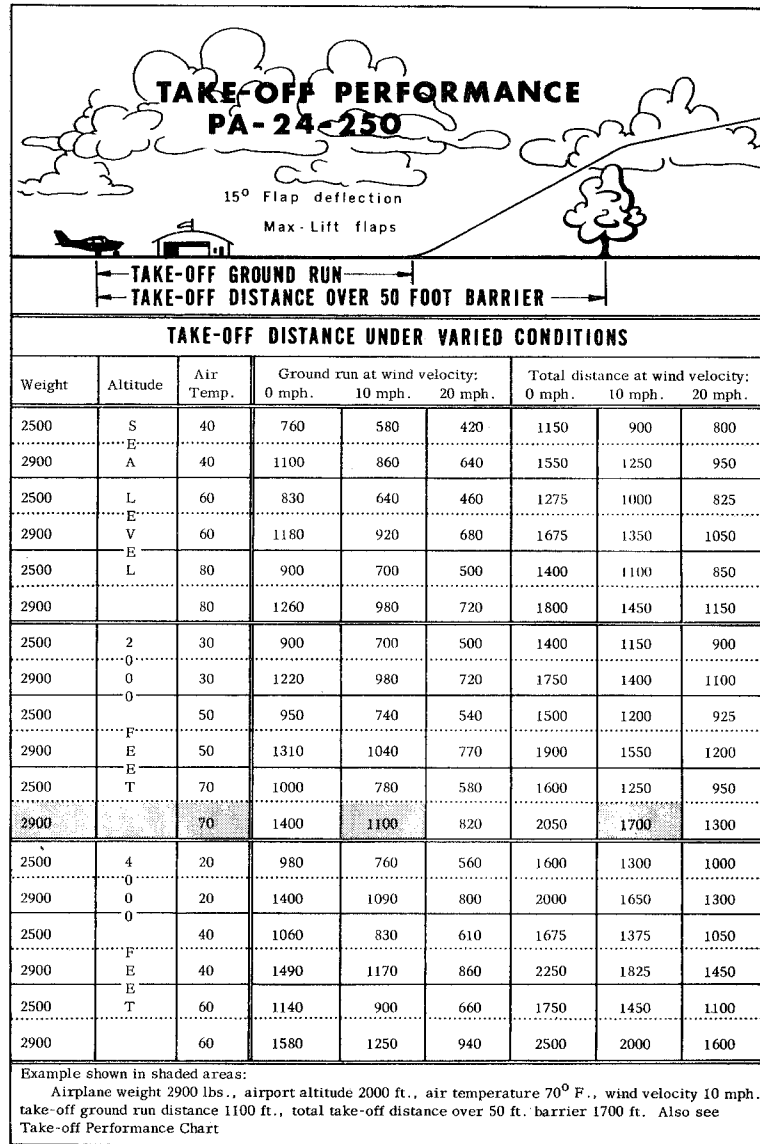 TAKE-OFF PERFORMANCE
PA-24-250
15° Flap deflection
Max-Lift flaps
TAKE-OFF GROUND RUN
TAKE-OFF DISTANCE OVER 50 FOOT BARRIER
TAKE-OFF DISTANCE UNDER VARIED CONDITIONS
Weight Altitude Air Temp. Ground run at wind velocity: Total distance at wind velocity:
0 mph. 10 mph. 20 mph. 0 mph. 10 mph. 20 mph.
SEA LEVEL
2500 40 760 580 420 1150 900 800
2900 40 1100 860 640 1550 1250 950
2500 60 830 640 460 1275 1000 825
2900 60 1180 920 680 1675 1350 1050
2500 80 900 700 500 1400 1100 850
2900 80 1260 980 720 1800 1450 1150
2000 FEET
2500 30 900 700 500 1400 1150 900
2900 30 1220 980 720 1750 1400 1100
2500 50 950 740 540 1500 1200 925
2900 50 1310 1040 770 1900 1550 1200
2500 70 1000 780 580 1600 1250 950
2900 70 1400 1100 820 2050 1700 1300
4000 FEET
2500 20 980 760 560 1600 1300 1000
2900 20 1400 1090 800 2000 1650 1300
2500 40 1060 830 610 1675 1375 1050
2900 40 1490 1170 860 2250 1825 1450
2500 60 1140 900 660 1750 1450 1100
2900 60 1580 1250 940 2500 2000 1600
Example shown in shaded areas:
Airplane weight 2900 lbs., airport altitude 2000 ft., air temperature 70° F., wind velocity 10 mph.
take-off ground run distance 1100 ft., total take-off distance over 50 ft. barrier 1700 ft. Also see
Take-off Performance Chart